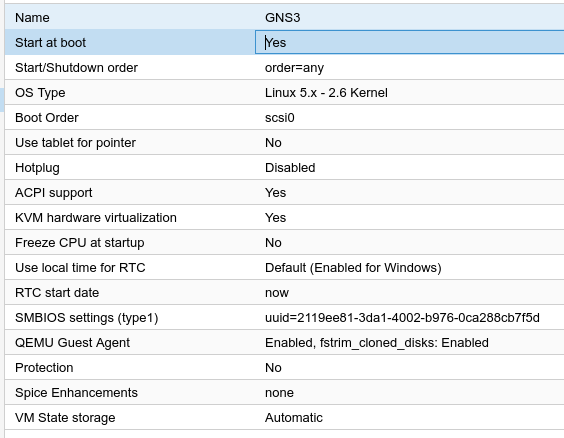 Name GNS3
Start at boot Yes
Start/Shutdown order order=any
OS Type Linux 5.x - 2.6 Kernel
Boot Order scsi0
Use tablet for pointer No
Hotplug Disabled
ACPI support Yes
KVM hardware virtualization Yes
Freeze CPU at startup No
Use local time for RTC Default (Enabled for Windows)
RTC start date now
SMBIOS settings (type1) uuid=2119ee81-3da1-4002-b976-0ca288cb7f5d
QEMU Guest Agent Enabled, fstrim_cloned_disks: Enabled
Protection No
Spice Enhancements none
VM State storage Automatic